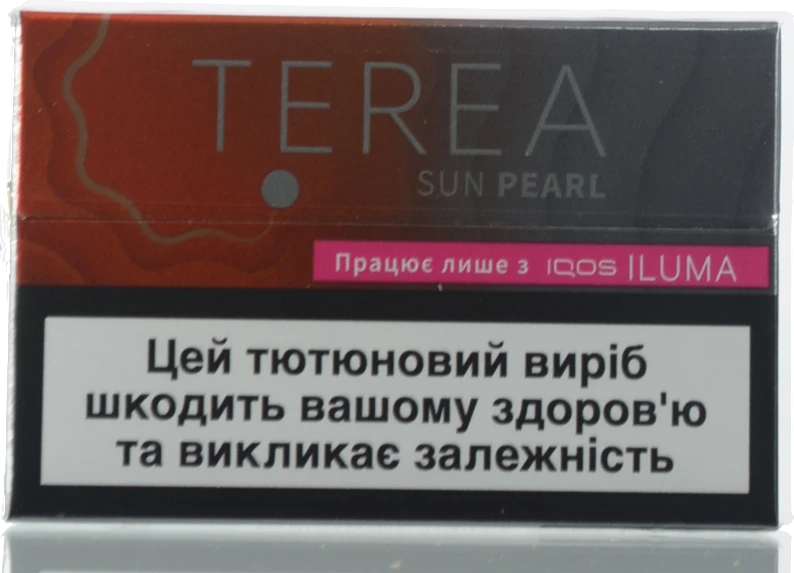 TEREA
SUN PEARL
Працює лише з IQOS ILUMA
Цей тютюновий виріб
шкодить вашому здоров'ю
та викликає залежність